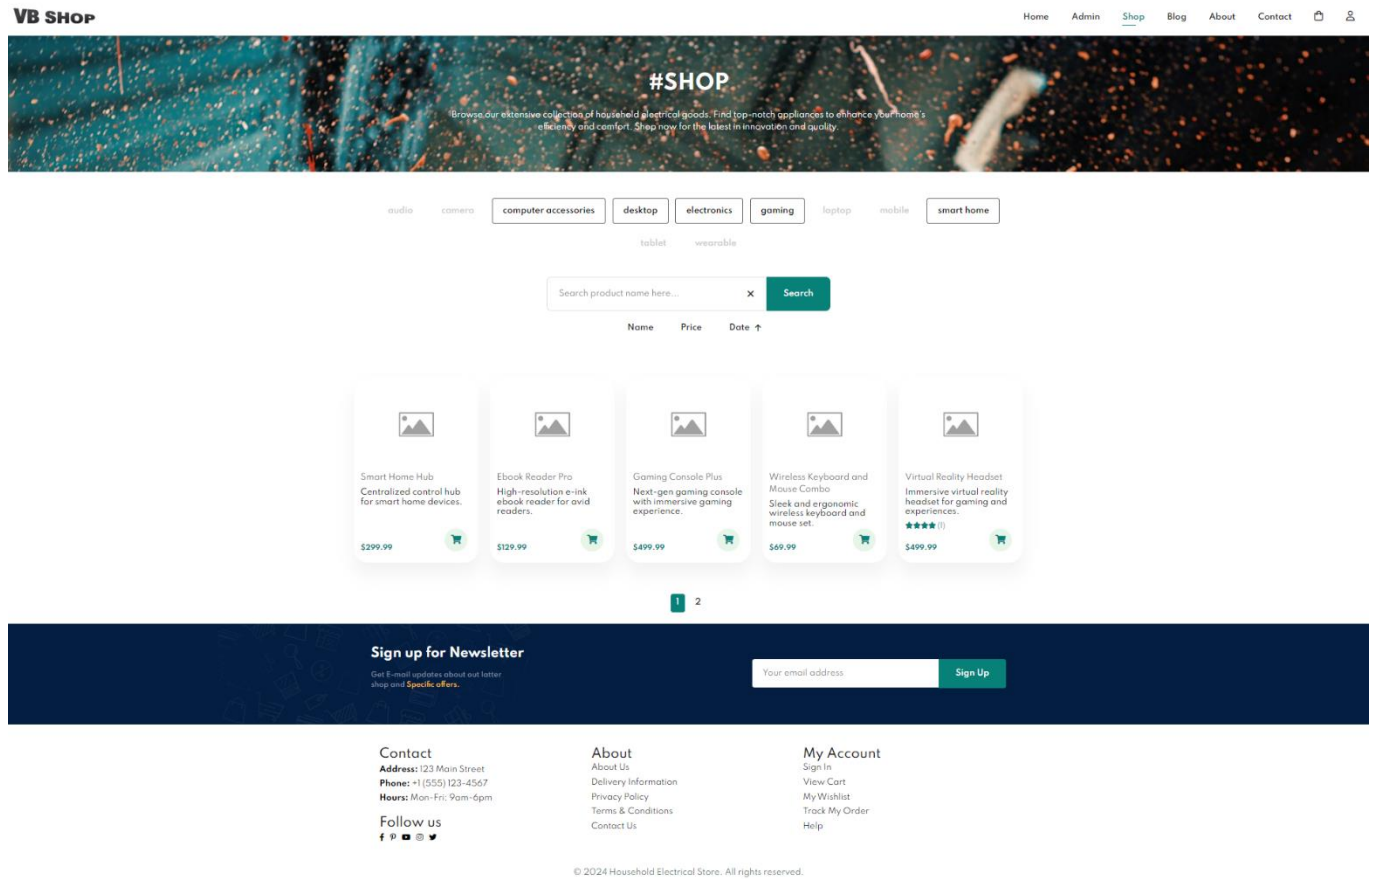 VB SHOP
Home Admin Shop Blog About Contact
#SHOP
Browse our extensive collection of household electrical goods. Find top-notch appliances to enhance your home's
efficiency and comfort. Shop now for the latest in innovation and quality.
audio camera computer accessories desktop electronics gaming laptop mobile smart home
tablet wearable
Search product name here... × Search
Name Price Date ↑
Smart Home Hub
Centralized control hub
for smart home devices.
$299.99
Ebook Reader Pro
High-resolution e-ink
ebook reader for avid
readers.
$129.99
Gaming Console Plus
Next-gen gaming console
with immersive gaming
experience.
$499.99
Wireless Keyboard and
Mouse Combo
Sleek and ergonomic
wireless keyboard and
mouse set.
$69.99
Virtual Reality Headset
Immersive virtual reality
headset for gaming and
experiences.
★★★★ (1)
$499.99
1 2
Sign up for Newsletter
Get E-mail updates about out latter
shop and Specific offers.
Your email address Sign Up
Contact
Address: 123 Main Street
Phone: +1 (555) 123-4567
Hours: Mon-Fri: 9am-6pm
Follow us
About
About Us
Delivery Information
Privacy Policy
Terms & Conditions
Contact Us
My Account
Sign In
View Cart
My Wishlist
Track My Order
Help
© 2024 Household Electrical Store. All rights reserved.